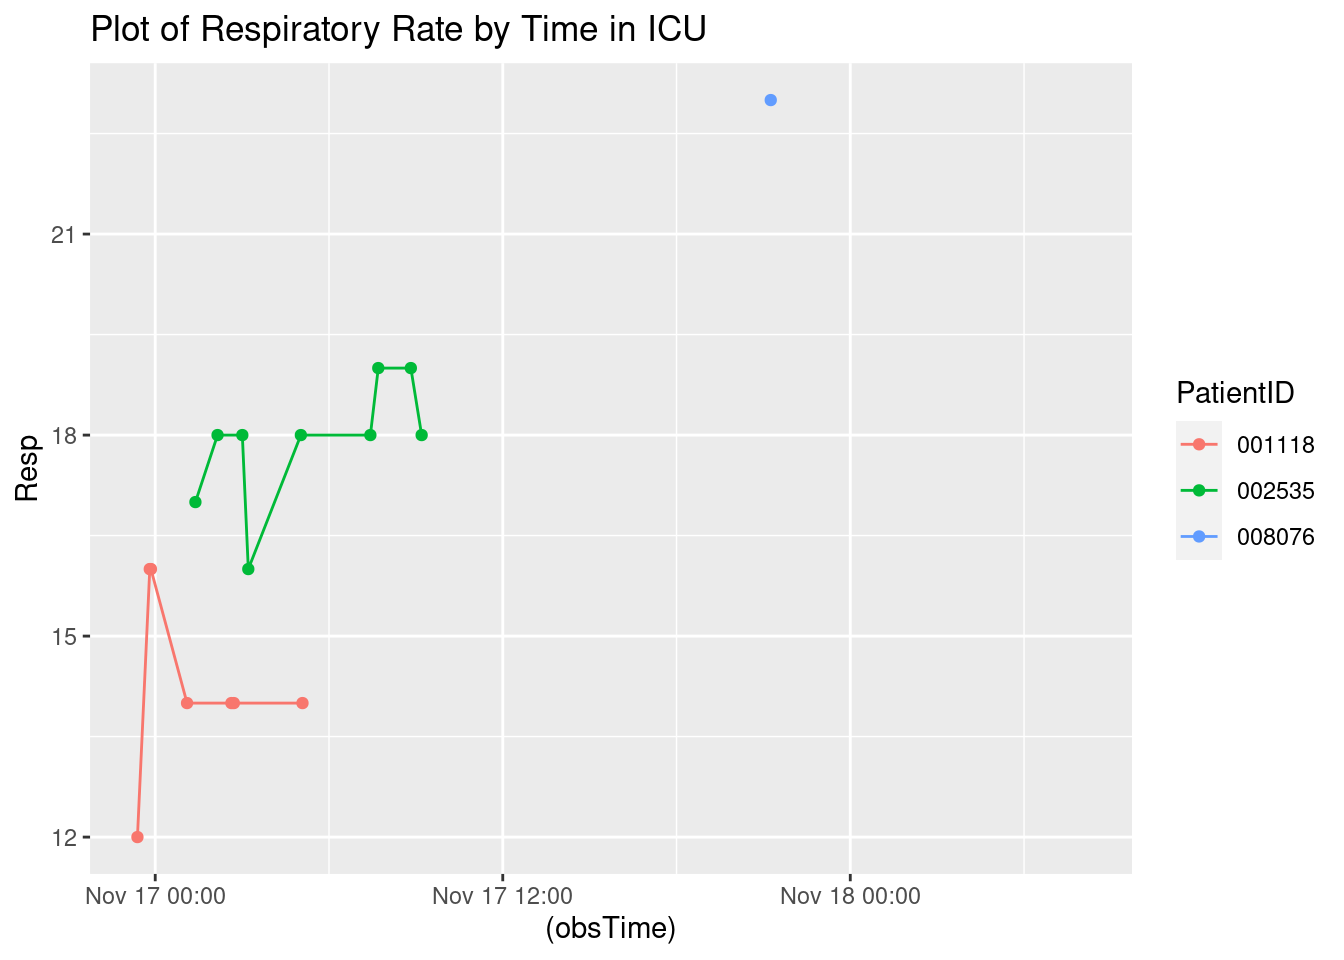 Plot of Respiratory Rate by Time in ICU
Resp
21
18
15
12
Nov 17 00:00
Nov 17 12:00
Nov 18 00:00
(obsTime)
PatientID
001118
002535
008076